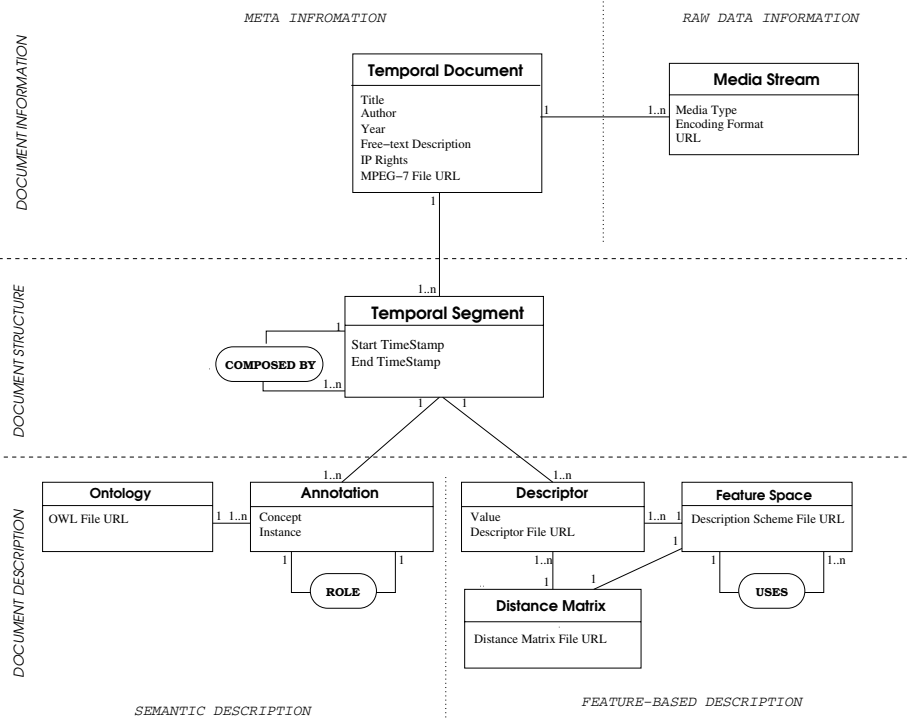 META INFROMATION
RAW DATA INFORMATION
DOCUMENT INFORMATION
Temporal Document
Title
Author
Year
Free-text Description
IP Rights
MPEG-7 File URL
1
1..n
Media Stream
Media Type
Encoding Format
URL
1
1..n
DOCUMENT STRUCTURE
Temporal Segment
Start TimeStamp
End TimeStamp
1
COMPOSED BY
1..n
1
1
1..n
1..n
DOCUMENT DESCRIPTION
Ontology
OWL File URL
1
1..n
Annotation
Concept
Instance
1
1
ROLE
Descriptor
Value
Descriptor File URL
1..n
1
Feature Space
Description Scheme File URL
1..n
1
1
1
1
1..n
USES
Distance Matrix
Distance Matrix File URL
SEMANTIC DESCRIPTION
FEATURE-BASED DESCRIPTION